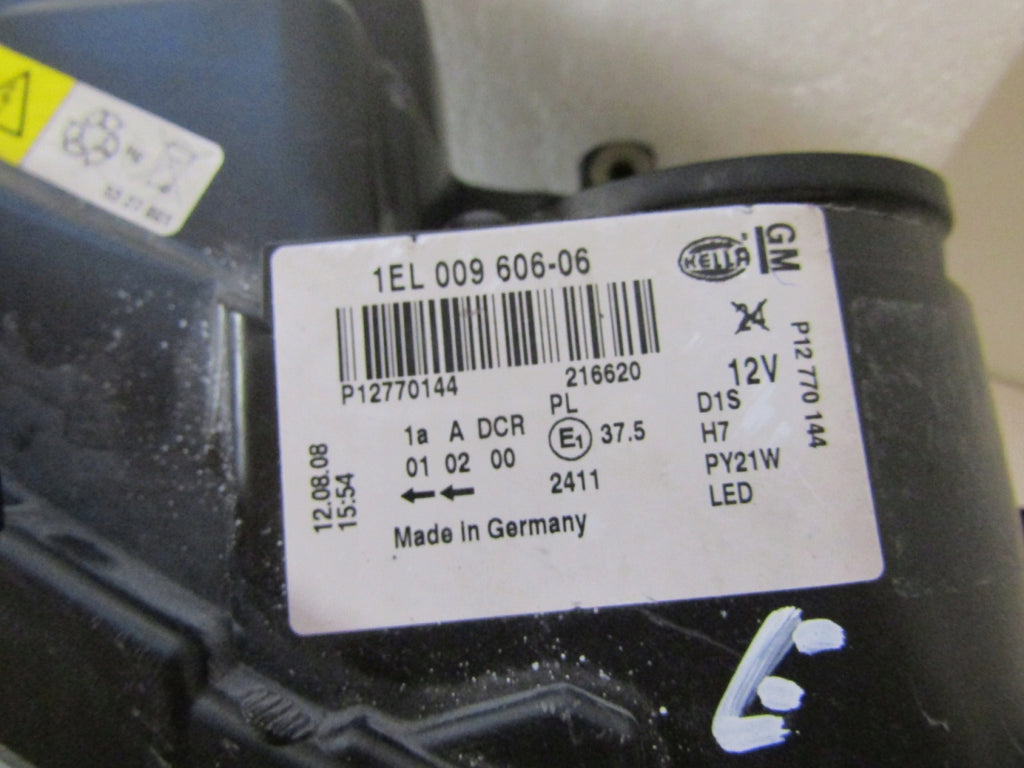 1EL 009 606-06
HELLA
GM
24
12V
P12770144 216620
P12 770 144
1a A DCR
01 02 00
PL
E1 37.5
2411
D1S
H7
PY21W
LED
12.08.08
15:54
Made in Germany